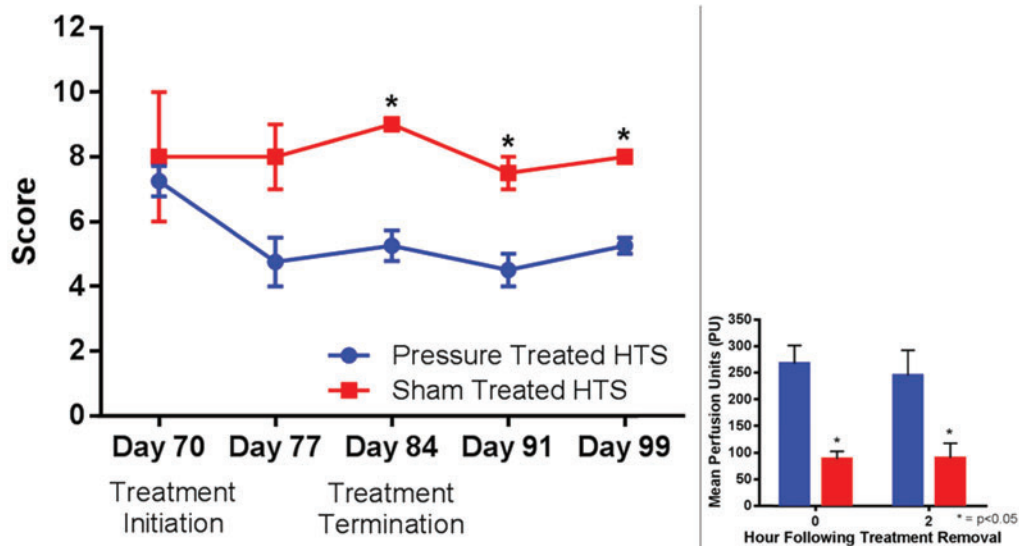 12
10
8
6
4
2
0
Score
*
*
*
Pressure Treated HTS
Sham Treated HTS
Day 70 Day 77 Day 84 Day 91 Day 99
Treatment Initiation
Treatment Termination
350
300
250
200
150
100
50
0
Mean Perfusion Units (PU)
*
*
0 2
* = p<0.05
Hour Following Treatment Removal